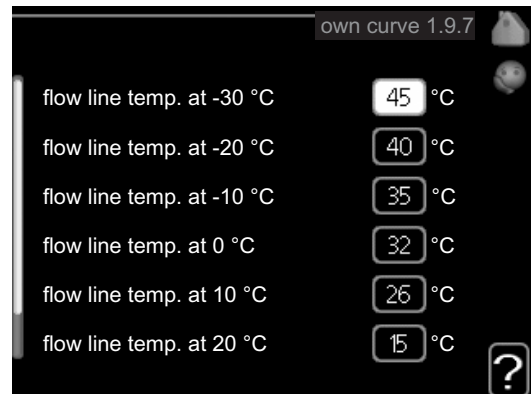 own curve 1.9.7
flow line temp. at -30 °C 45 °C
flow line temp. at -20 °C 40 °C
flow line temp. at -10 °C 35 °C
flow line temp. at 0 °C 32 °C
flow line temp. at 10 °C 26 °C
flow line temp. at 20 °C 15 °C
?